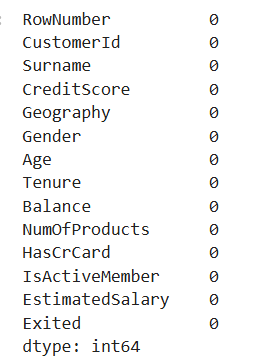 RowNumber 0
CustomerId 0
Surname 0
CreditScore 0
Geography 0
Gender 0
Age 0
Tenure 0
Balance 0
NumOfProducts 0
HasCrCard 0
IsActiveMember 0
EstimatedSalary 0
Exited 0
dtype: int64